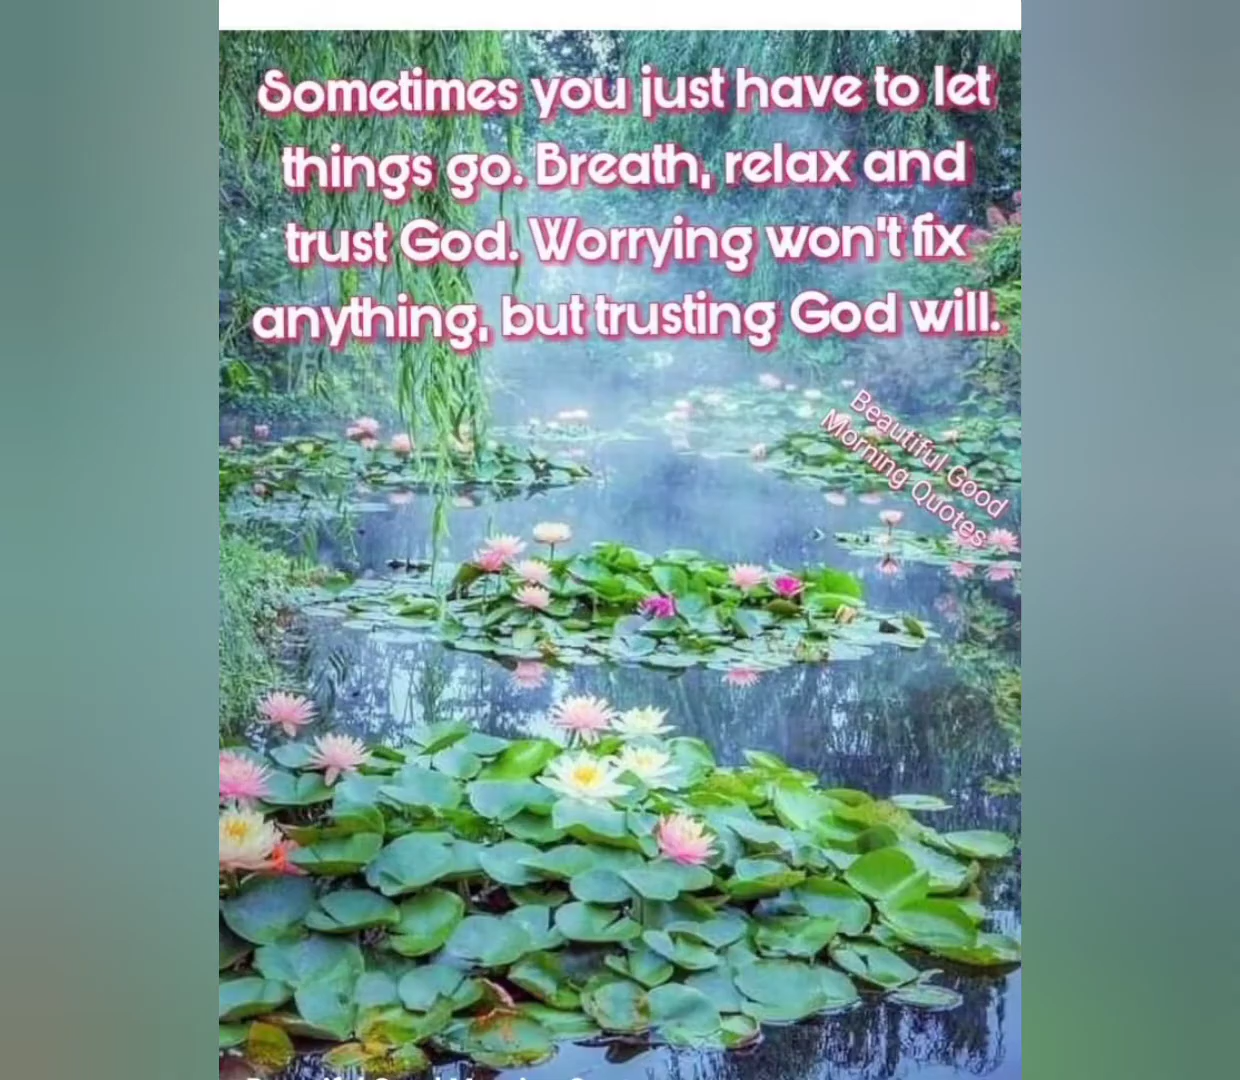 Sometimes you just have to let
things go. Breath, relax and
trust God. Worrying won't fix
anything, but trusting God will.
Beautiful Good
Morning Quotes